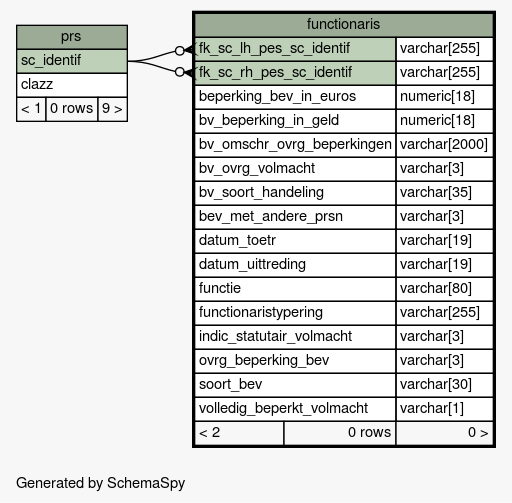 prs
sc_identif
clazz
< 1 0 rows 9 >
functionaris
fk_sc_lh_pes_sc_identif varchar[255]
fk_sc_rh_pes_sc_identif varchar[255]
beperking_bev_in_euros numeric[18]
bv_beperking_in_geld numeric[18]
bv_omschr_ovrg_beperkingen varchar[2000]
bv_ovrg_volmacht varchar[3]
bv_soort_handeling varchar[35]
bev_met_andere_prsn varchar[3]
datum_toetr varchar[19]
datum_uittreding varchar[19]
functie varchar[80]
functionaristypering varchar[255]
indic_statutair_volmacht varchar[3]
ovrg_beperking_bev varchar[3]
soort_bev varchar[30]
volledig_beperkt_volmacht varchar[1]
< 2 0 rows 0 >
Generated by SchemaSpy